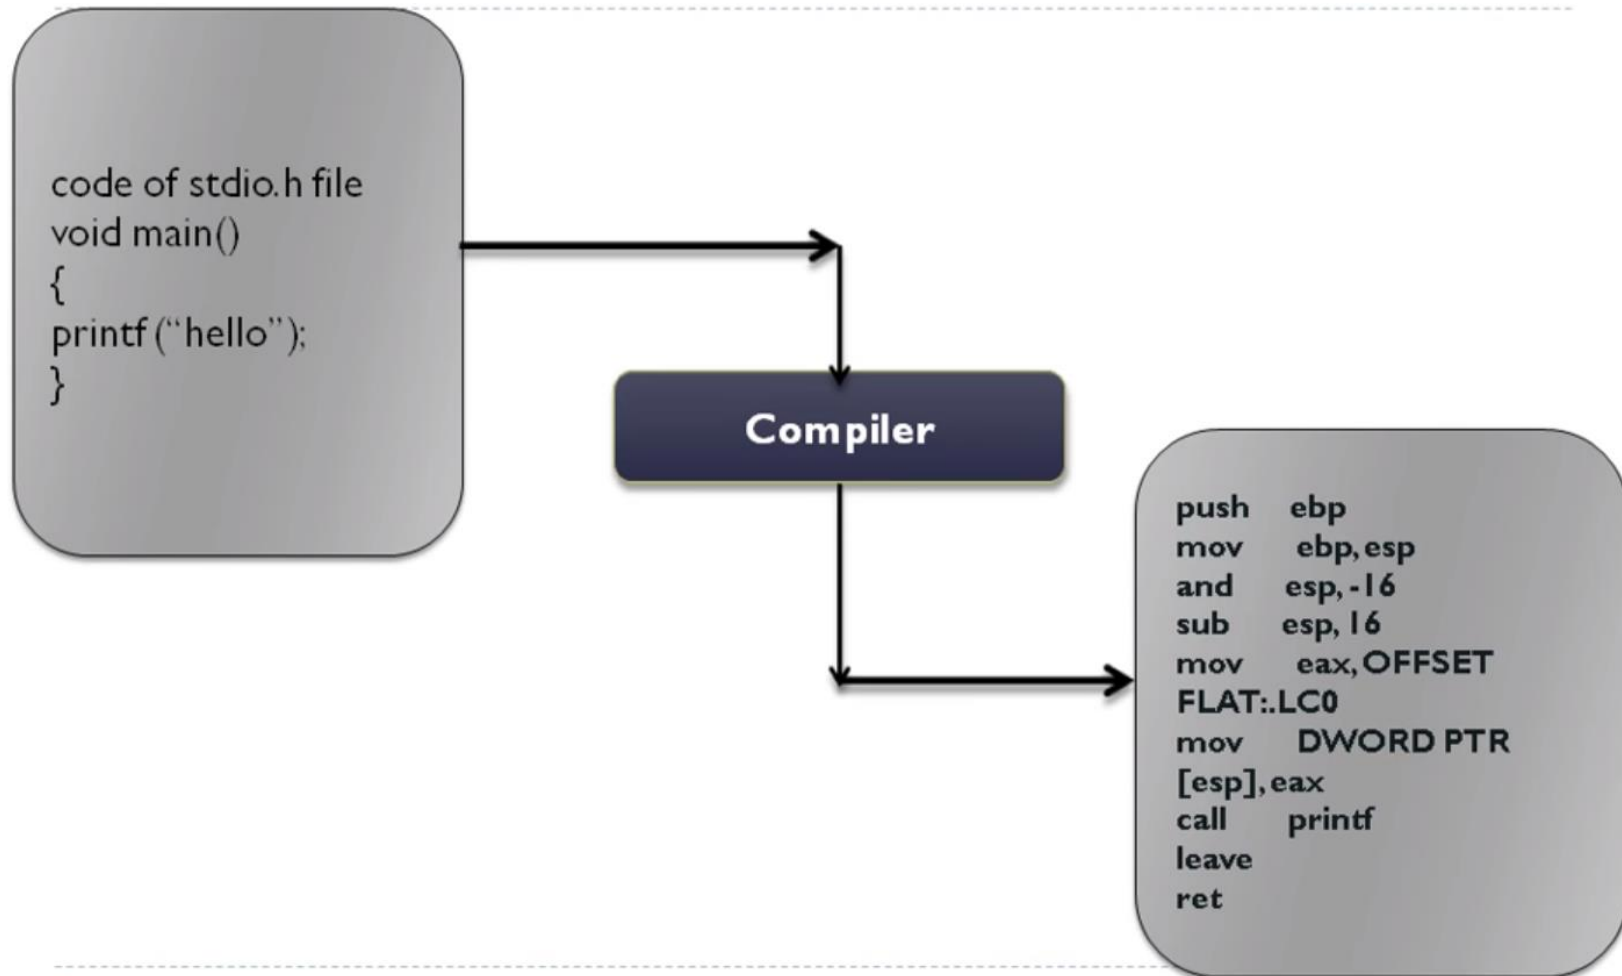 code of stdio.h file
void main()
{
printf (“hello”);
}
Compiler
push ebp
mov ebp, esp
and esp, -16
sub esp, 16
mov eax, OFFSET
FLAT:.LC0
mov DWORD PTR
[esp], eax
call printf
leave
ret